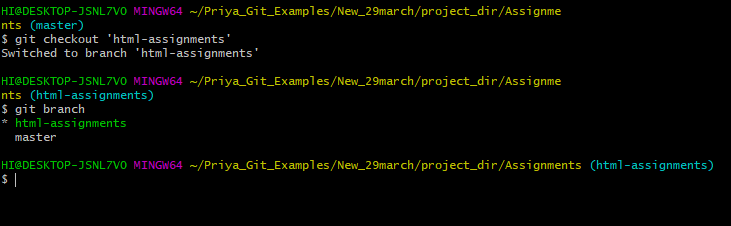 HI@DESKTOP-JSNL7VO MINGW64 ~/Priya_Git_Examples/New_29march/project_dir/Assignme
nts (master)
$ git checkout 'html-assignments'
Switched to branch 'html-assignments'
HI@DESKTOP-JSNL7VO MINGW64 ~/Priya_Git_Examples/New_29march/project_dir/Assignme
nts (html-assignments)
$ git branch
* html-assignments
  master
HI@DESKTOP-JSNL7VO MINGW64 ~/Priya_Git_Examples/New_29march/project_dir/Assignments (html-assignments)
$